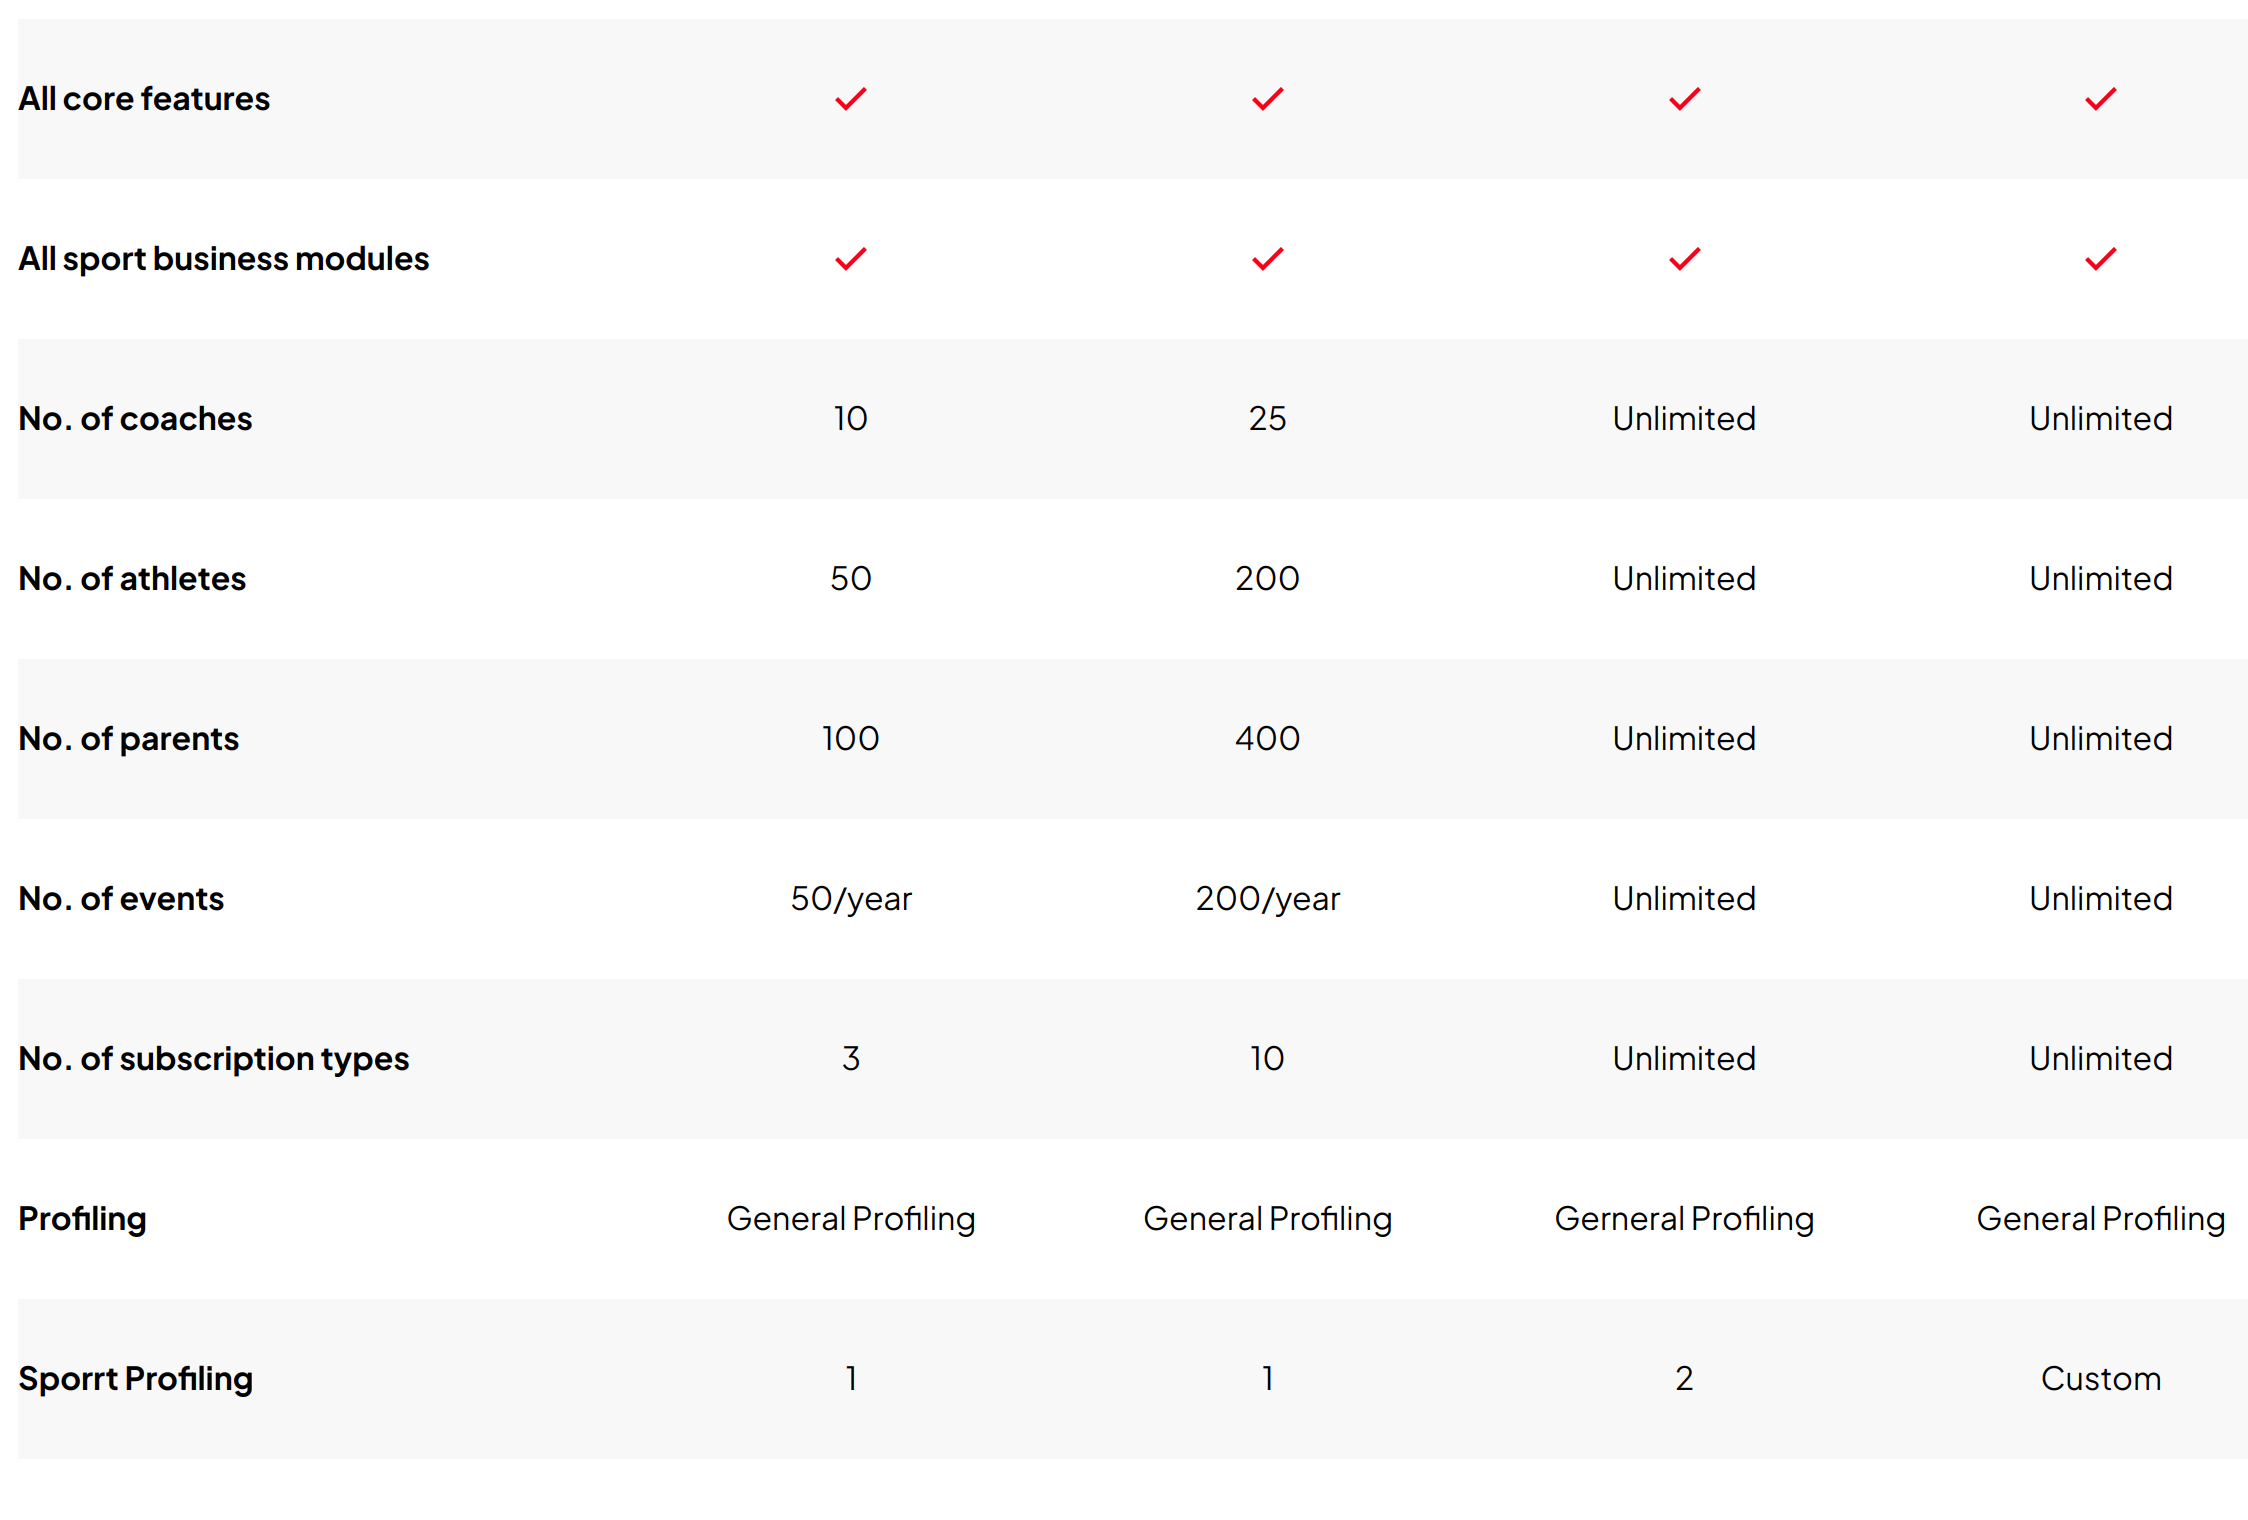 All core features
All sport business modules
No. of coaches 10 25 Unlimited Unlimited
No. of athletes 50 200 Unlimited Unlimited
No. of parents 100 400 Unlimited Unlimited
No. of events 50/year 200/year Unlimited Unlimited
No. of subscription types 3 10 Unlimited Unlimited
Profiling General Profiling General Profiling Gerneral Profiling General Profiling
Sporrt Profiling 1 1 2 Custom